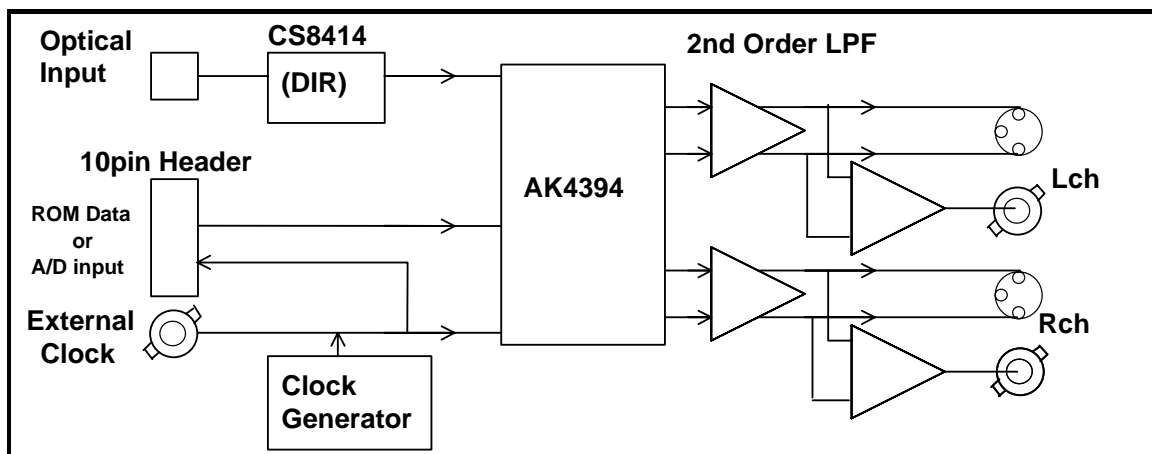 Optical
Input
CS8414
(DIR)
2nd Order LPF
10pin Header
AK4394
ROM Data
or
A/D input
Lch
External
Clock
Rch
Clock
Generator